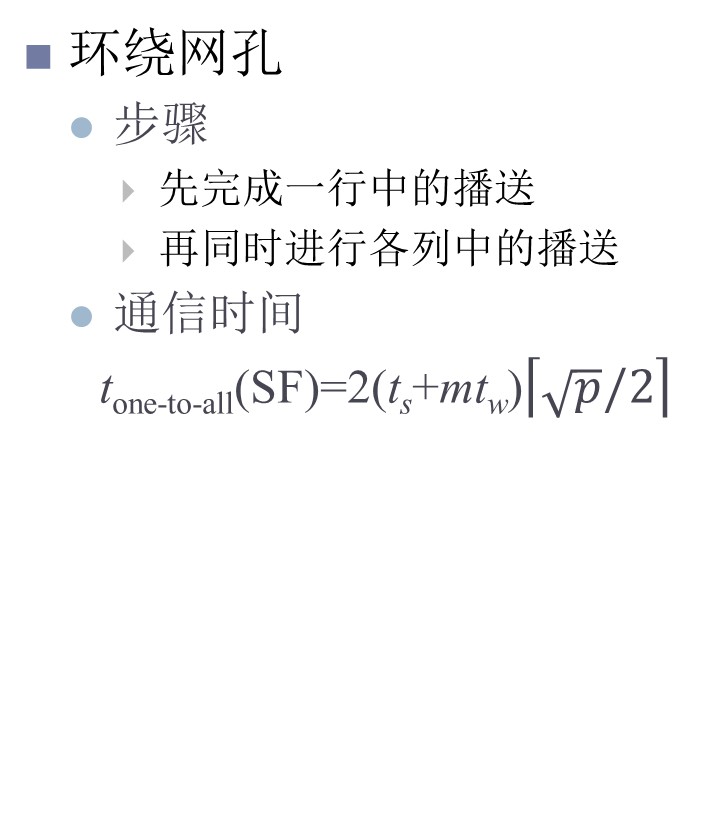 环绕网孔
步骤
先完成一行中的播送
再同时进行各列中的播送
通信时间
t_one-to-all(SF)=2(t_s+mt_w)⌈√p/2⌉